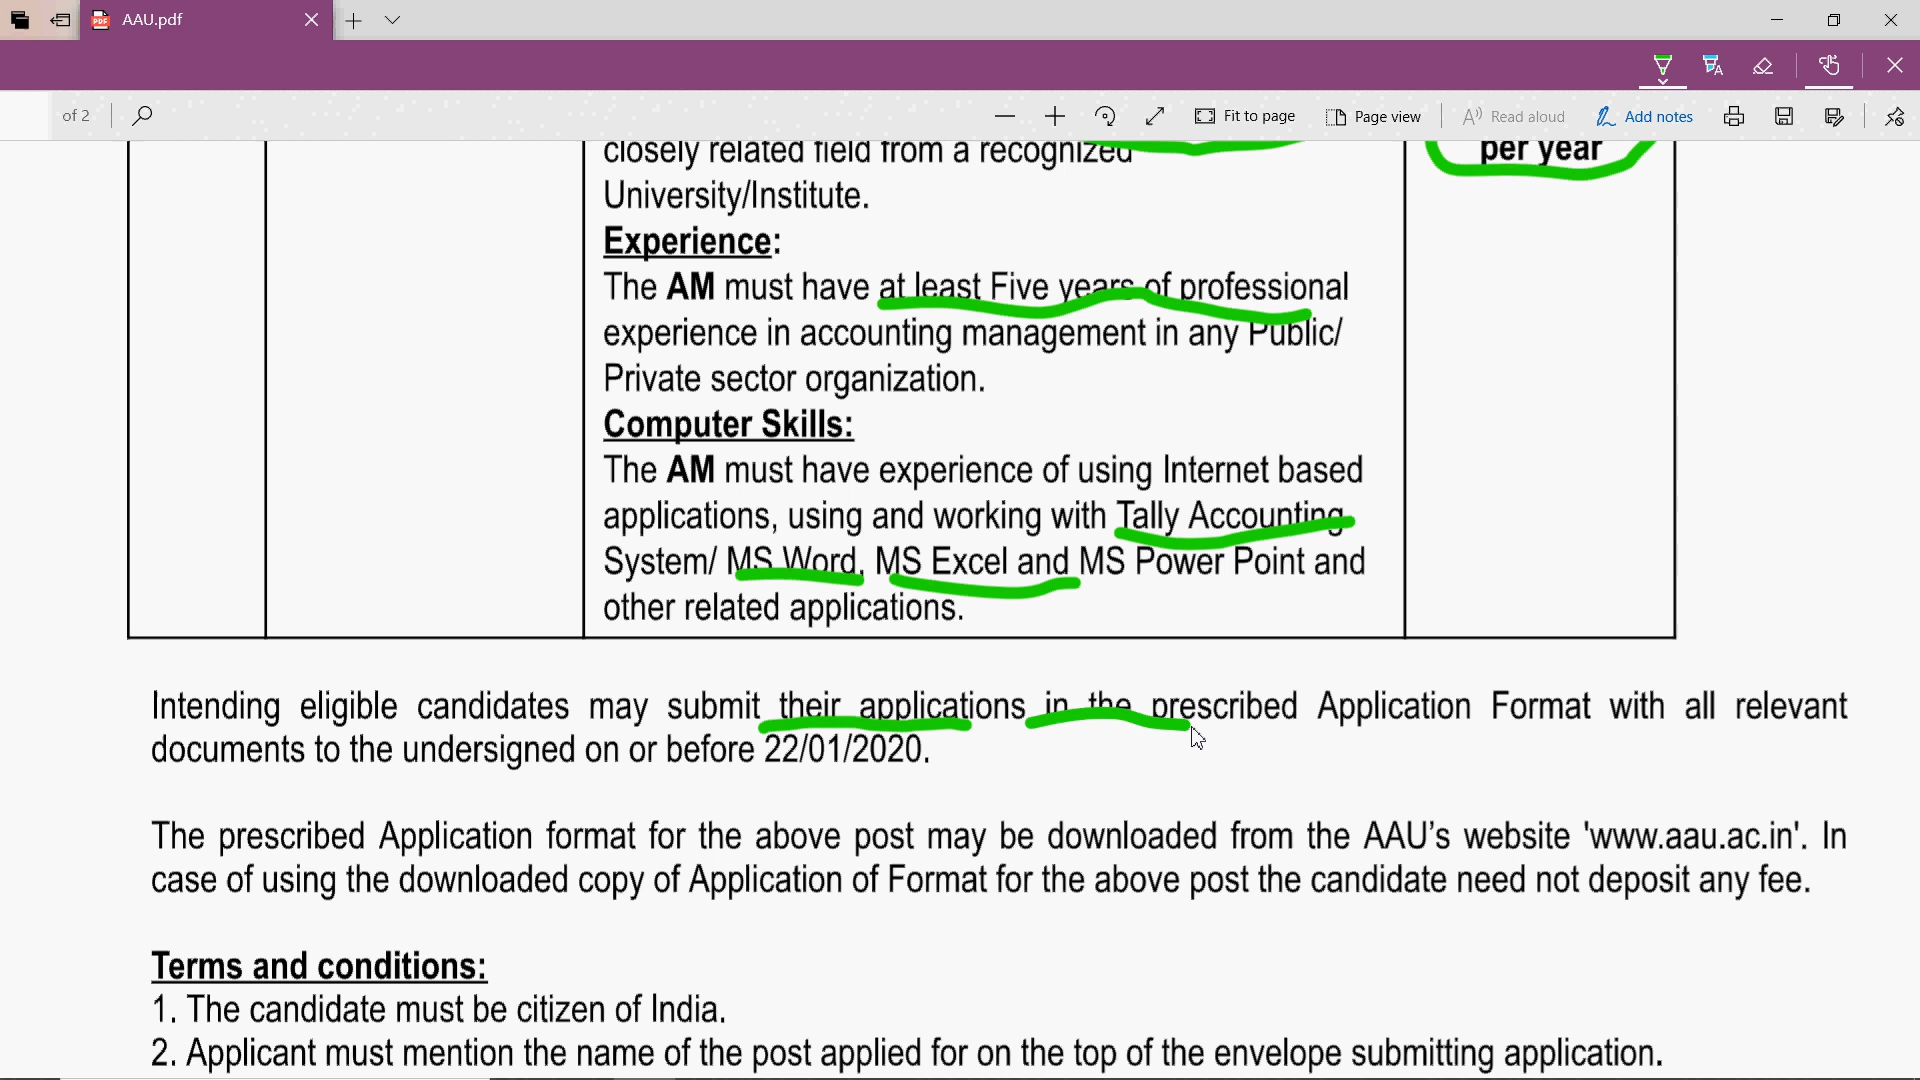 AAU.pdf
of 2
Fit to page
Page view
Read aloud
Add notes
closely related field from a recognized
per year
University/Institute.
Experience:
The AM must have at least Five years of professional
experience in accounting management in any Public/
Private sector organization.
Computer Skills:
The AM must have experience of using Internet based
applications, using and working with Tally Accounting
System/ MS Word, MS Excel and MS Power Point and
other related applications.
Intending eligible candidates may submit their applications in the prescribed Application Format with all relevant
documents to the undersigned on or before 22/01/2020.
The prescribed Application format for the above post may be downloaded from the AAU’s website 'www.aau.ac.in'. In
case of using the downloaded copy of Application of Format for the above post the candidate need not deposit any fee.
Terms and conditions:
1. The candidate must be citizen of India.
2. Applicant must mention the name of the post applied for on the top of the envelope submitting application.